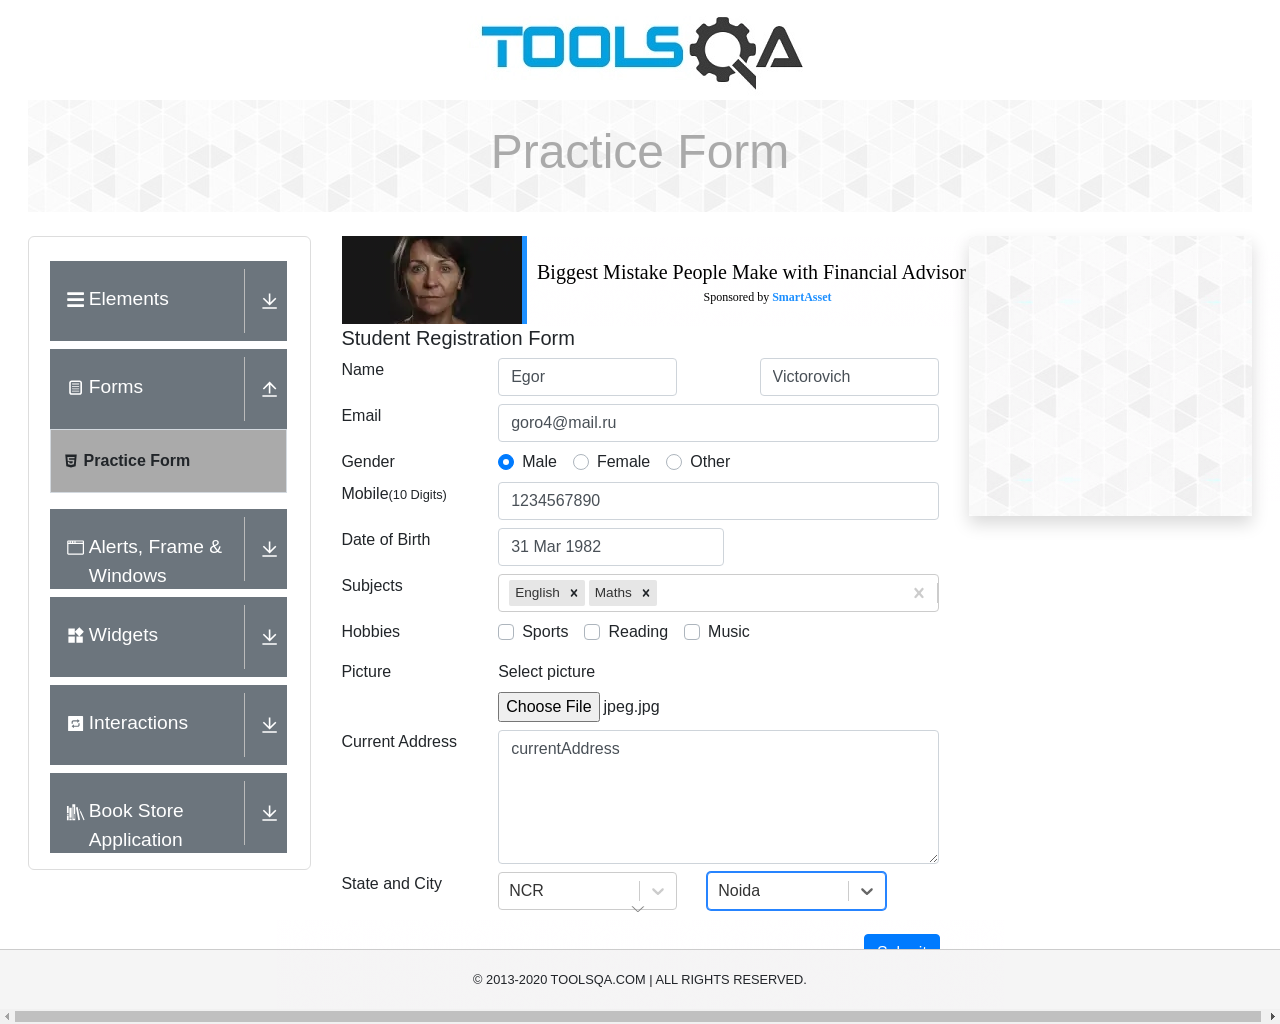 TOOLSQA
Practice Form
Elements
Forms
Practice Form
Alerts, Frame &
Windows
Widgets
Interactions
Book Store
Application
Biggest Mistake People Make with Financial Advisor
Sponsored by SmartAsset
Student Registration Form
Name
Egor
Victorovich
Email
goro4@mail.ru
Gender
Male
Female
Other
Mobile(10 Digits)
1234567890
Date of Birth
31 Mar 1982
Subjects
English
Maths
Hobbies
Sports
Reading
Music
Picture
Select picture
Choose File jpeg.jpg
Current Address
currentAddress
State and City
NCR
Noida
Submit
© 2013-2020 TOOLSQA.COM | ALL RIGHTS RESERVED.